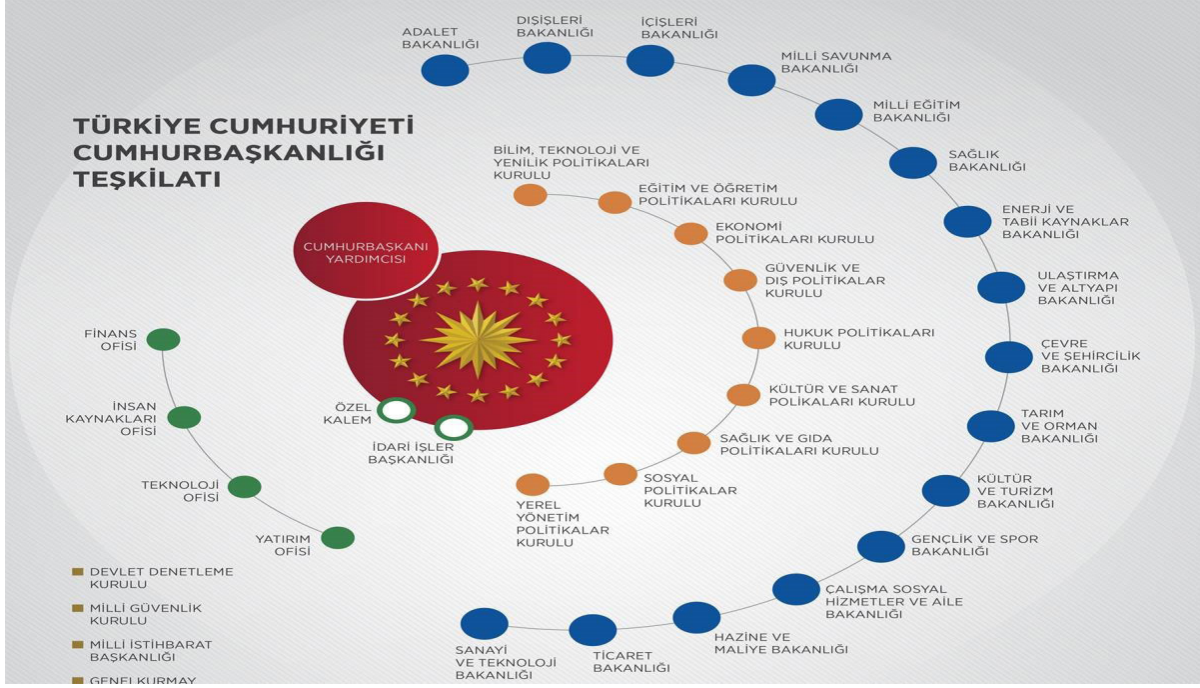 TÜRKİYE CUMHURİYETİ
CUMHURBAŞKANLIĞI
TEŞKİLATI
CUMHURBAŞKANI
YARDIMCISI
ÖZEL
KALEM
İDARİ İŞLER
BAŞKANLIĞI
FİNANS
OFİSİ
İNSAN
KAYNAKLARI
OFİSİ
TEKNOLOJİ
OFİSİ
YATIRIM
OFİSİ
DEVLET DENETLEME
KURULU
MİLLİ GÜVENLİK
KURULU
MİLLİ İSTİHBARAT
BAŞKANLIĞI
GENELKURMAY
BİLİM, TEKNOLOJİ VE
YENİLİK POLİTİKALARI
KURULU
EĞİTİM VE ÖĞRETİM
POLİTİKALARI KURULU
EKONOMİ
POLİTİKALARI KURULU
GÜVENLİK VE
DIŞ POLİTİKALAR
KURULU
HUKUK POLİTİKALARI
KURULU
KÜLTÜR VE SANAT
POLİKALARI KURULU
SAĞLIK VE GIDA
POLİTİKALARI KURULU
SOSYAL
POLİTİKALAR
KURULU
YEREL
YÖNETİM
POLİTİKALAR
KURULU
ADALET
BAKANLIĞI
DIŞİŞLERİ
BAKANLIĞI
İÇİŞLERİ
BAKANLIĞI
MİLLİ SAVUNMA
BAKANLIĞI
MİLLİ EĞİTİM
BAKANLIĞI
SAĞLIK
BAKANLIĞI
ENERJİ VE
TABİİ KAYNAKLAR
BAKANLIĞI
ULAŞTIRMA
VE ALTYAPI
BAKANLIĞI
ÇEVRE
VE ŞEHİRCİLİK
BAKANLIĞI
TARIM
VE ORMAN
BAKANLIĞI
KÜLTÜR
VE TURİZM
BAKANLIĞI
GENÇLİK VE SPOR
BAKANLIĞI
ÇALIŞMA SOSYAL
HİZMETLER VE AİLE
BAKANLIĞI
HAZİNE VE
MALİYE BAKANLIĞI
TİCARET
BAKANLIĞI
SANAYİ
VE TEKNOLOJİ
BAKANLIĞI